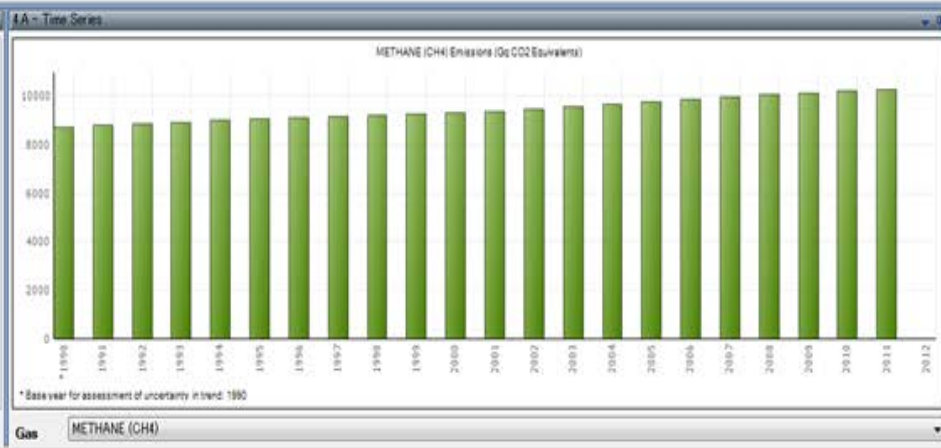 4.A - Time Series
METHANE (CH4) Emissions (Gg CO2 Equivalents)
10000
8000
6000
4000
2000
0
*1990 1991 1992 1993 1994 1995 1996 1997 1998 1999 2000 2001 2002 2003 2004 2005 2006 2007 2008 2009 2010 2011 2012
* Base year for assessment of uncertainty in trend: 1990
Gas METHANE (CH4)